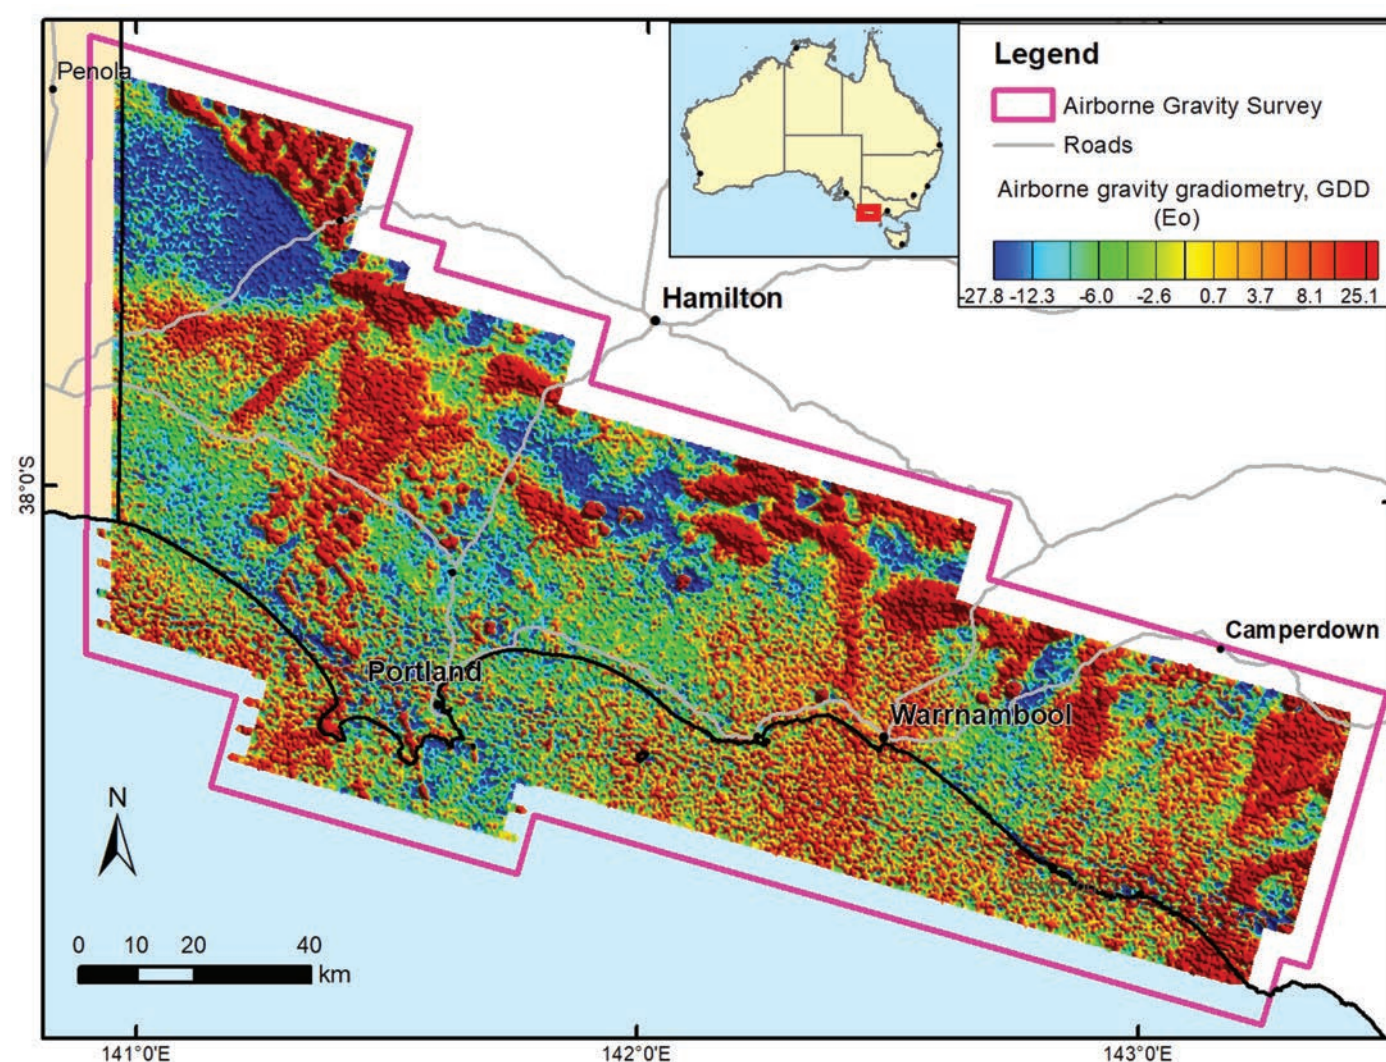 Penola
Legend
Airborne Gravity Survey
Roads
Airborne gravity gradiometry, GDD
(Eo)
-27.8 -12.3 -6.0 -2.6 0.7 3.7 8.1 25.1
Hamilton
38°0'S
Camperdown
Portland
Warrnambool
N
0 10 20 40
km
141°0'E 142°0'E 143°0'E